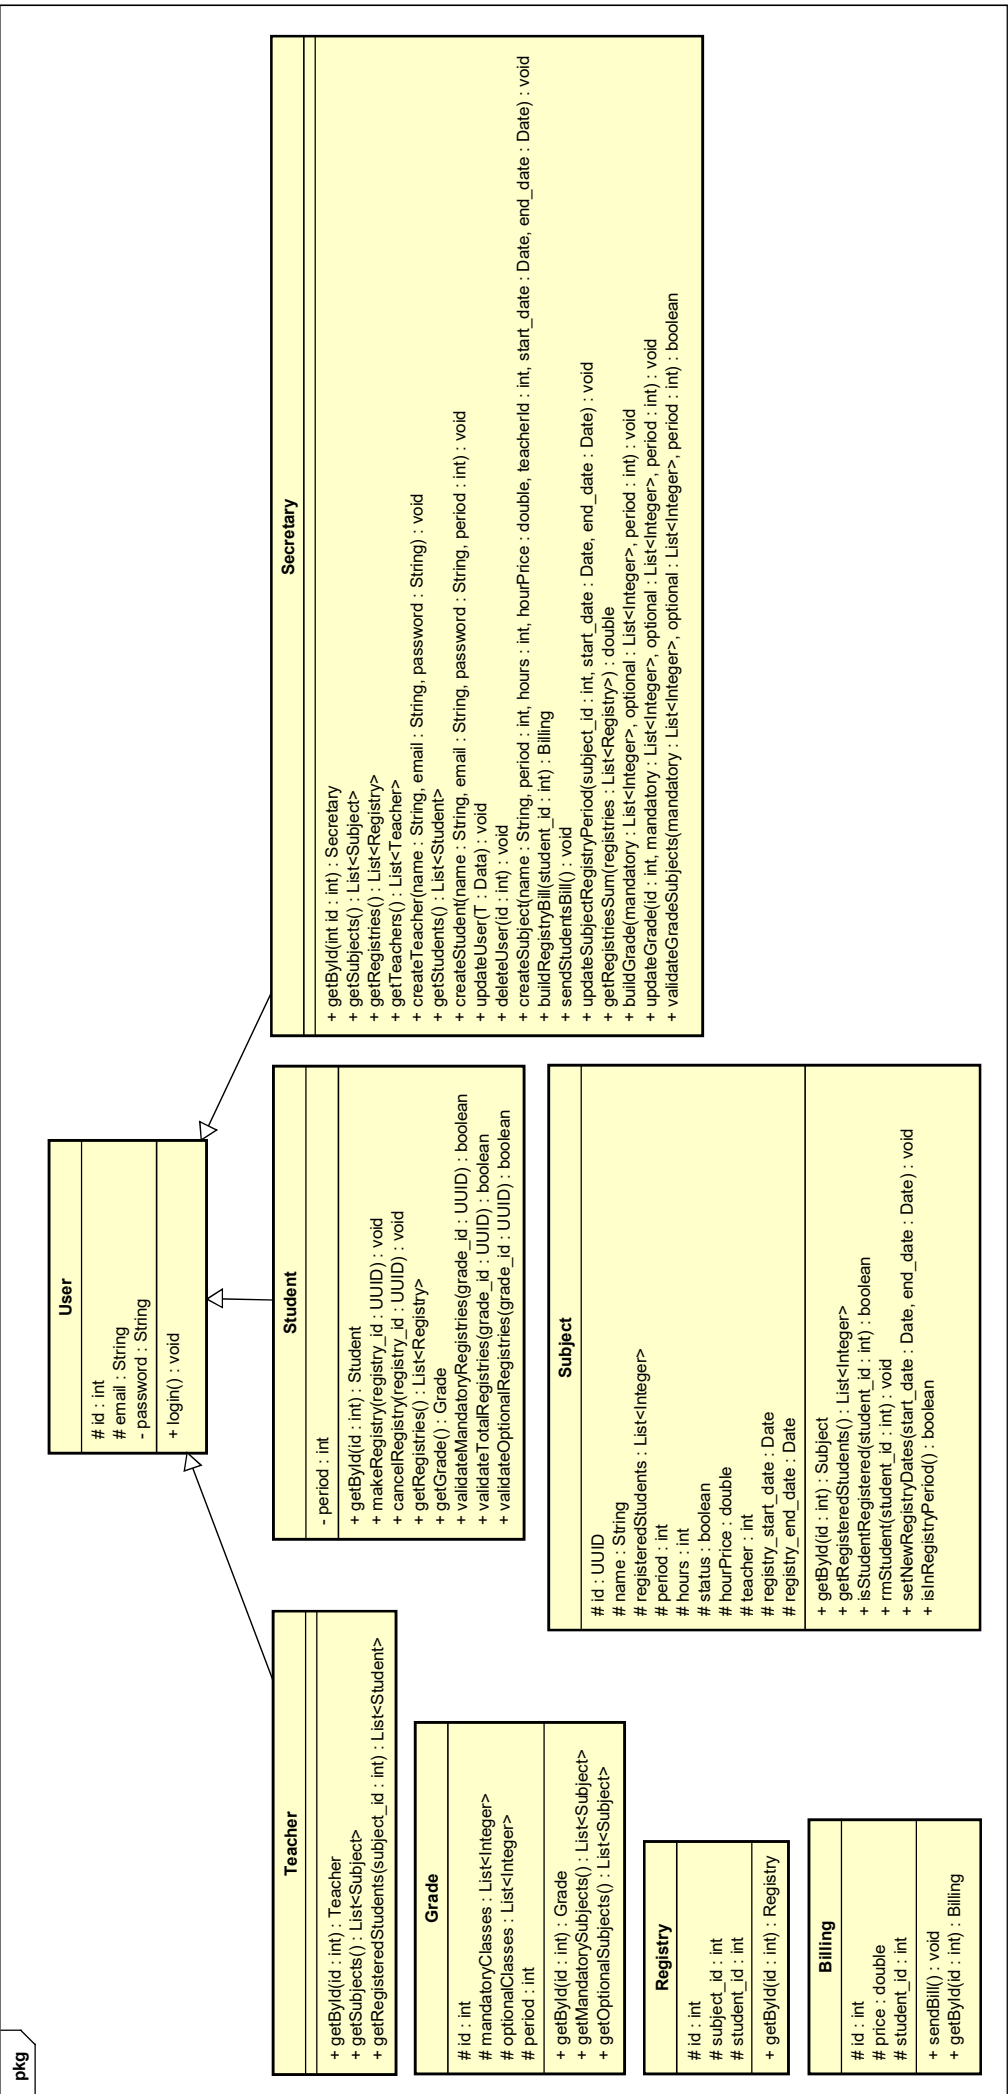 pkg
User
# id : int
# email : String
- password : String
+ login() : void
Teacher
+ getById(id : int) : Teacher
+ getSubjects() : List<Subject>
+ getRegisteredStudents(subject_id : int) : List<Student>
Student
- period : int
+ getById(id : int) : Student
+ makeRegistry(registry_id : UUID) : void
+ cancelRegistry(registry_id : UUID) : void
+ getRegistries() : List<Registry>
+ getGrade() : Grade
+ validateMandatoryRegistries(grade_id : UUID) : boolean
+ validateTotalRegistries(grade_id : UUID) : boolean
+ validateOptionalRegistries(grade_id : UUID) : boolean
Secretary
+ getById(int id : int) : Secretary
+ getSubjects() : List<Subject>
+ getRegistries() : List<Registry>
+ getTeachers() : List<Teacher>
+ createTeacher(name : String, email : String, password : String) : void
+ getStudents() : List<Student>
+ createStudent(name : String, email : String, password : String, period : int) : void
+ updateUser(T : Data) : void
+ deleteUser(id : int) : void
+ createSubject(name : String, period : int, hours : int, hourPrice : double, teacherId : int, start_date : Date, end_date : Date) : void
+ buildRegistryBill(student_id : int) : Billing
+ sendStudentsBill() : void
+ updateSubjectRegistryPeriod(subject_id : int, start_date : Date, end_date : Date) : void
+ getRegistriesSum(registries : List<Registry>) : double
+ buildGrade(mandatory : List<Integer>, optional : List<Integer>, period : int) : void
+ updateGrade(id : int, mandatory : List<Integer>, optional : List<Integer>, period : int) : void
+ validateGradeSubjects(mandatory : List<Integer>, optional : List<Integer>, period : int) : boolean
Grade
# id : int
# mandatoryClasses : List<Integer>
# optionalClasses : List<Integer>
# period : int
+ getById(id : int) : Grade
+ getMandatorySubjects() : List<Subject>
+ getOptionalSubjects() : List<Subject>
Subject
# id : UUID
# name : String
# registeredStudents : List<Integer>
# period : int
# hours : int
# status : boolean
# hourPrice : double
# teacher : int
# registry_start_date : Date
# registry_end_date : Date
+ getById(id : int) : Subject
+ getRegisteredStudents() : List<Integer>
+ isStudentRegistered(student_id : int) : boolean
+ rmStudent(student_id : int) : void
+ setNewRegistryDates(start_date : Date, end_date : Date) : void
+ isInRegistryPeriod() : boolean
Registry
# id : int
# subject_id : int
# student_id : int
+ getById(id : int) : Registry
Billing
# id : int
# price : double
# student_id : int
+ sendBill() : void
+ getById(id : int) : Billing